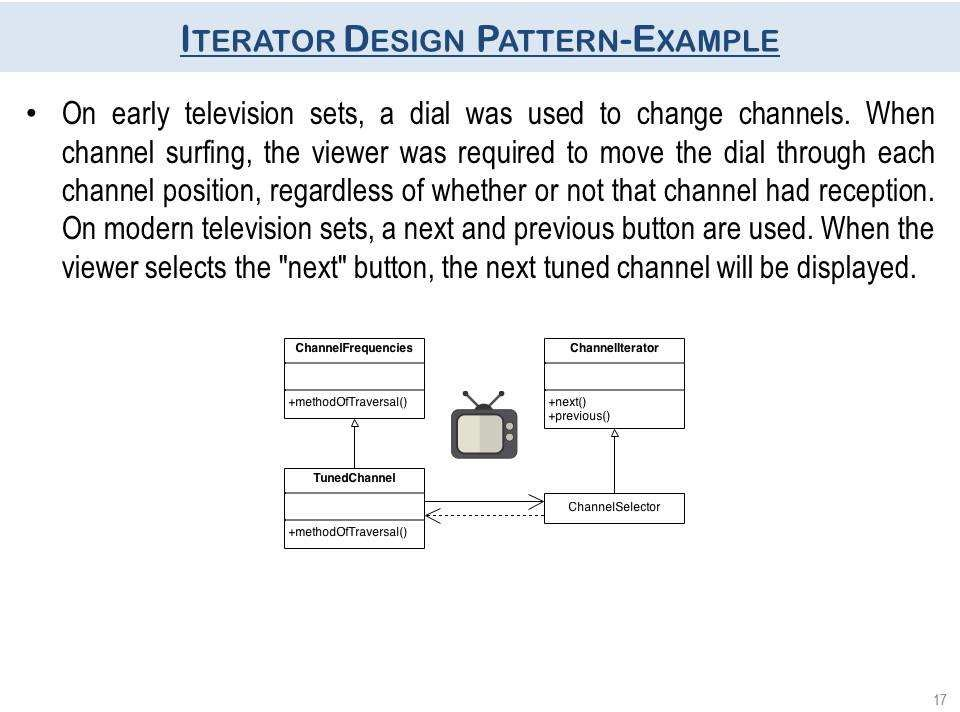 ITERATOR DESIGN PATTERN-EXAMPLE
• On early television sets, a dial was used to change channels. When
channel surfing, the viewer was required to move the dial through each
channel position, regardless of whether or not that channel had reception.
On modern television sets, a next and previous button are used. When the
viewer selects the "next" button, the next tuned channel will be displayed.
ChannelFrequencies
+methodOfTraversal()
ChannelIterator
+next()
+previous()
TunedChannel
+methodOfTraversal()
ChannelSelector
17